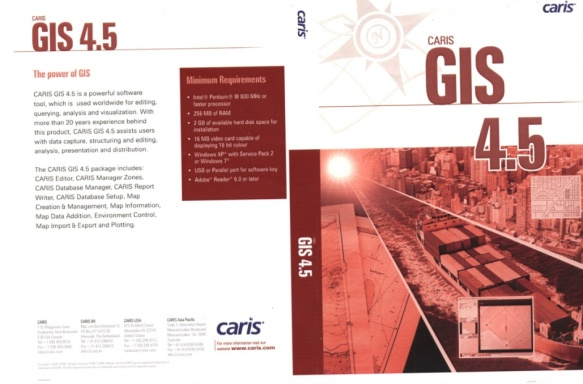 CARIS
GIS 4.5
The power of GIS
CARIS GIS 4.5 is a powerful software
tool, which is used worldwide for editing,
querying, analysis and visualization. With
more than 20 years experience behind
this product, CARIS GIS 4.5 assists users
with data capture, structuring and editing,
analysis, presentation and distribution.
The CARIS GIS 4.5 package includes:
CARIS Editor, CARIS Manager Zones,
CARIS Database Manager, CARIS Report
Writer, CARIS Database Setup, Map
Creation & Management, Map Information,
Map Data Addition, Environment Control,
Map Import & Export and Plotting.
Minimum Requirements
• Intel® Pentium® III 800 MHz or
faster processor
• 256 MB of RAM
• 2 GB of available hard disk space for
installation
• 16 MB video card capable of
displaying 16 bit colour
• Windows XP® with Service Pack 2
or Windows 7®
• USB or Parallel port for software key
• Adobe® Reader® 6.0 or later
CARIS
CARIS BV
CARIS USA
CARIS Asia Pacific
caris
For more information visit our
website www.caris.com
CARIS
GIS 4.5
caris
caris
N
CARIS
GIS
4.5